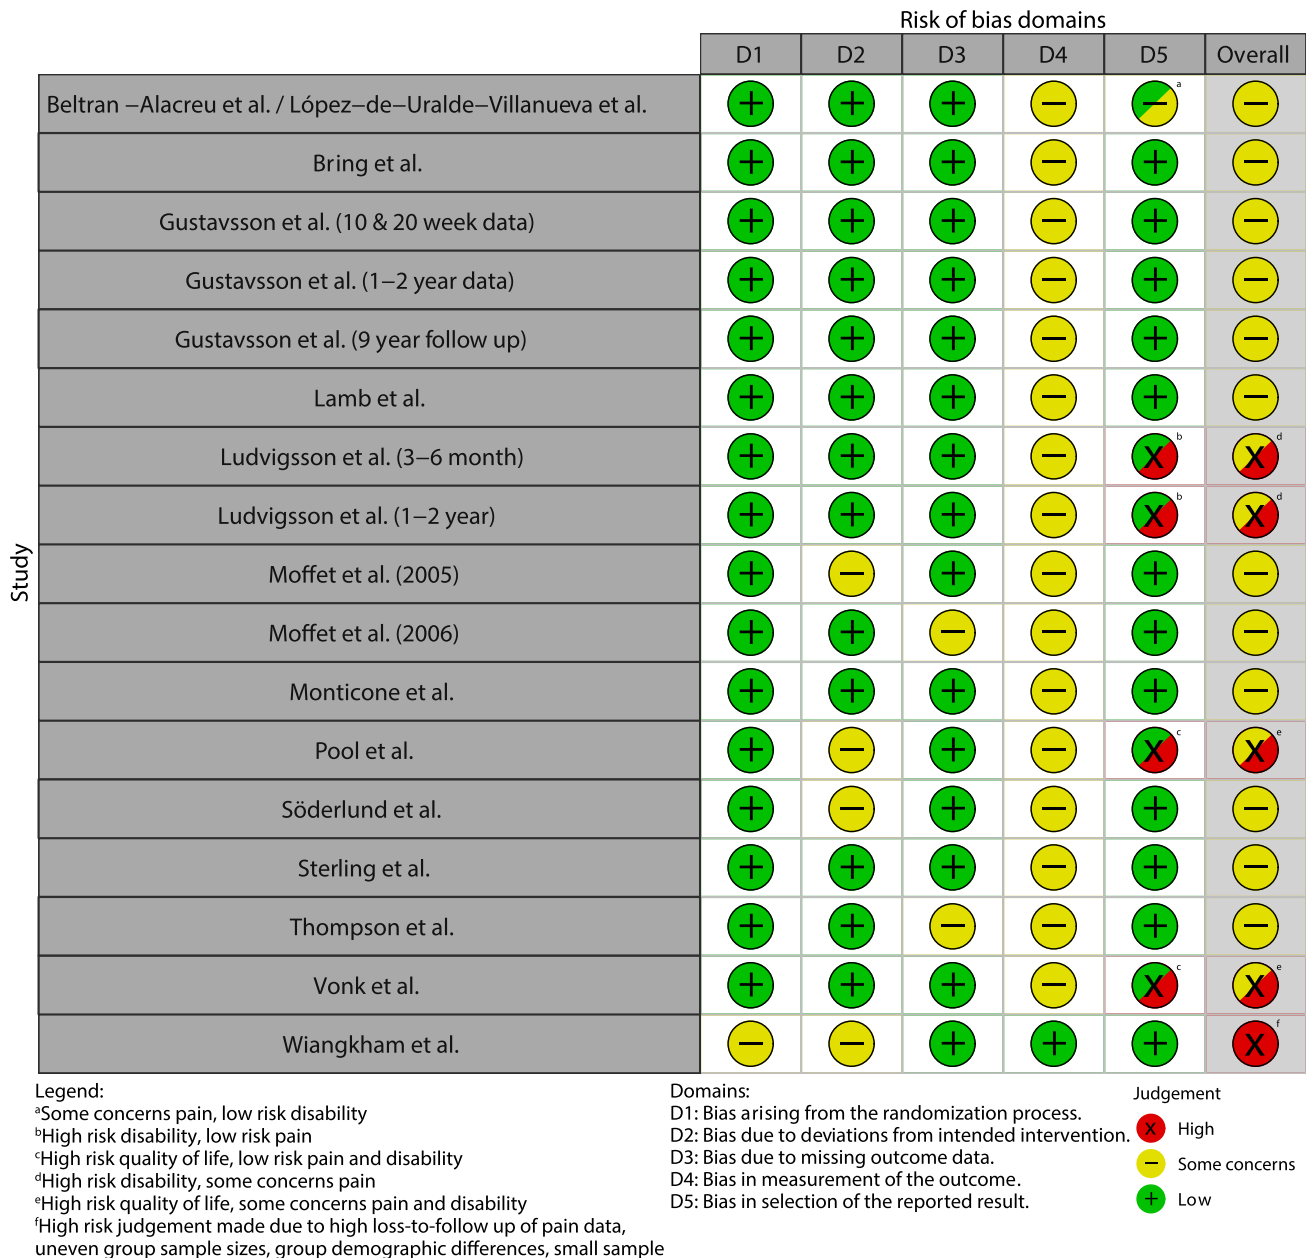 Risk of bias domains
D1 D2 D3 D4 D5 Overall
Study
Beltran −Alacreu et al. / López−de−Uralde−Villanueva et al. + + + − − a −
Bring et al. + + + − + −
Gustavsson et al. (10 & 20 week data) + + + − + −
Gustavsson et al. (1−2 year data) + + + − + −
Gustavsson et al. (9 year follow up) + + + − + −
Lamb et al. + + + − + −
Ludvigsson et al. (3−6 month) + + + − X b X d
Ludvigsson et al. (1−2 year) + + + − X b X d
Moffet et al. (2005) + − + − + −
Moffet et al. (2006) + + − − + −
Monticone et al. + + + − + −
Pool et al. + − + − X c X e
Söderlund et al. + − + − + −
Sterling et al. + + + − + −
Thompson et al. + + − − + −
Vonk et al. + + + − X c X e
Wiangkham et al. − − + + + X f
Legend:
aSome concerns pain, low risk disability
bHigh risk disability, low risk pain
cHigh risk quality of life, low risk pain and disability
dHigh risk disability, some concerns pain
eHigh risk quality of life, some concerns pain and disability
fHigh risk judgement made due to high loss-to-follow up of pain data,
uneven group sample sizes, group demographic differences, small sample
Domains:
D1: Bias arising from the randomization process.
D2: Bias due to deviations from intended intervention.
D3: Bias due to missing outcome data.
D4: Bias in measurement of the outcome.
D5: Bias in selection of the reported result.
Judgement
X High
− Some concerns
+ Low